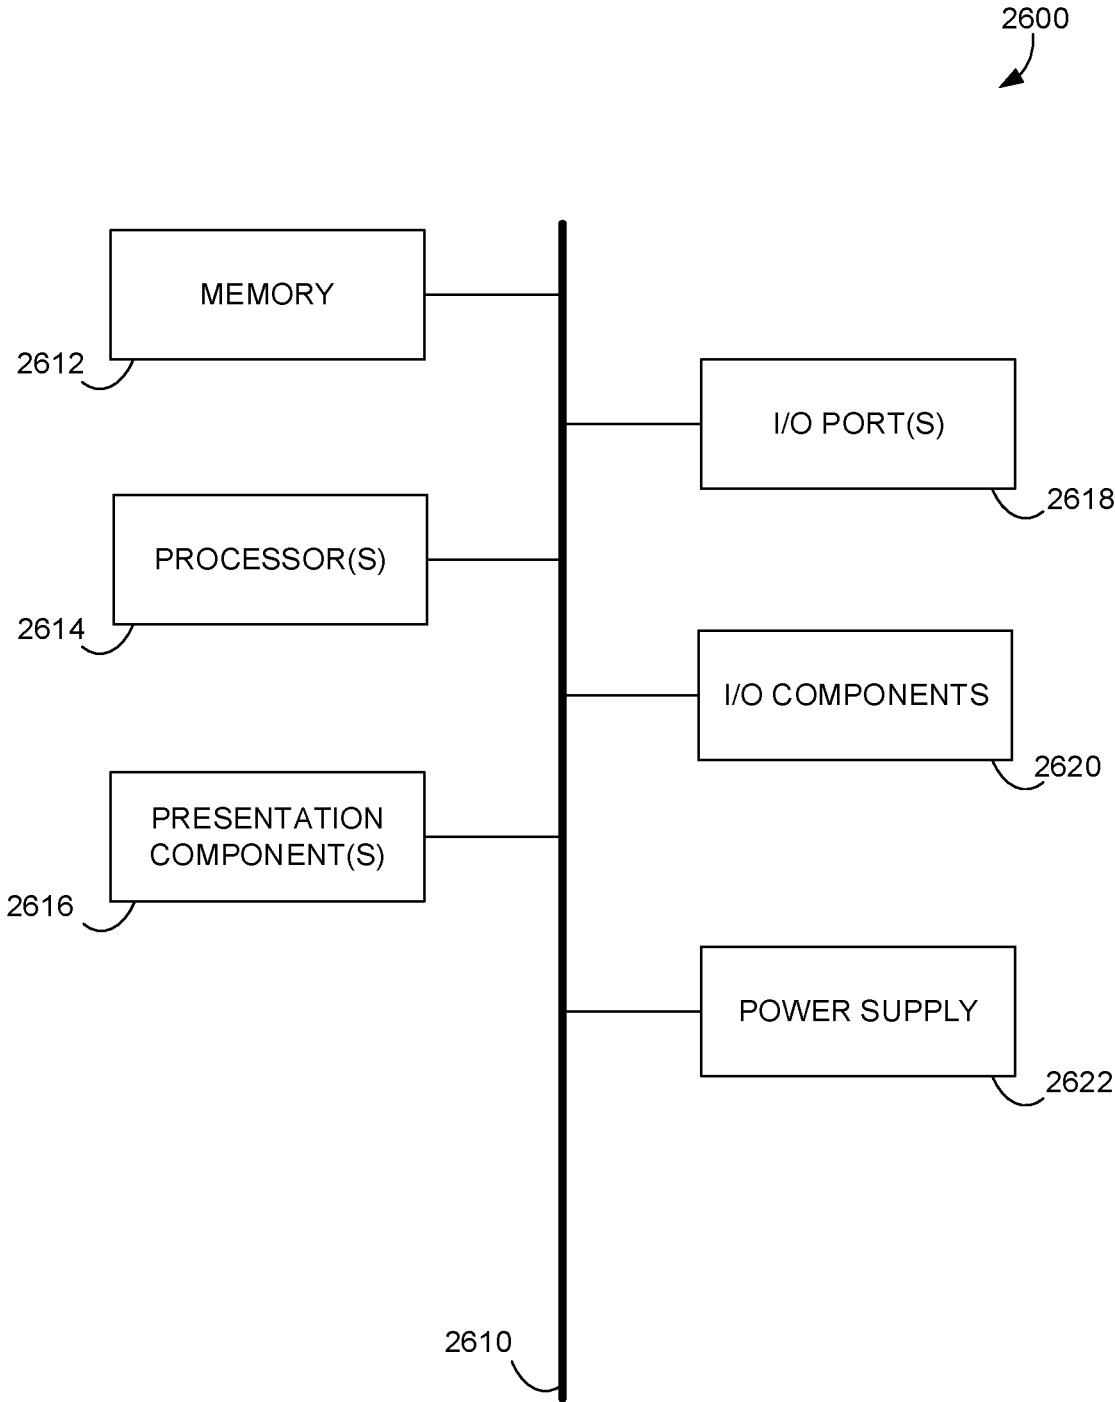 2600
MEMORY
2612
I/O PORT(S)
2618
PROCESSOR(S)
2614
I/O COMPONENTS
2620
PRESENTATION
COMPONENT(S)
2616
POWER SUPPLY
2622
2610